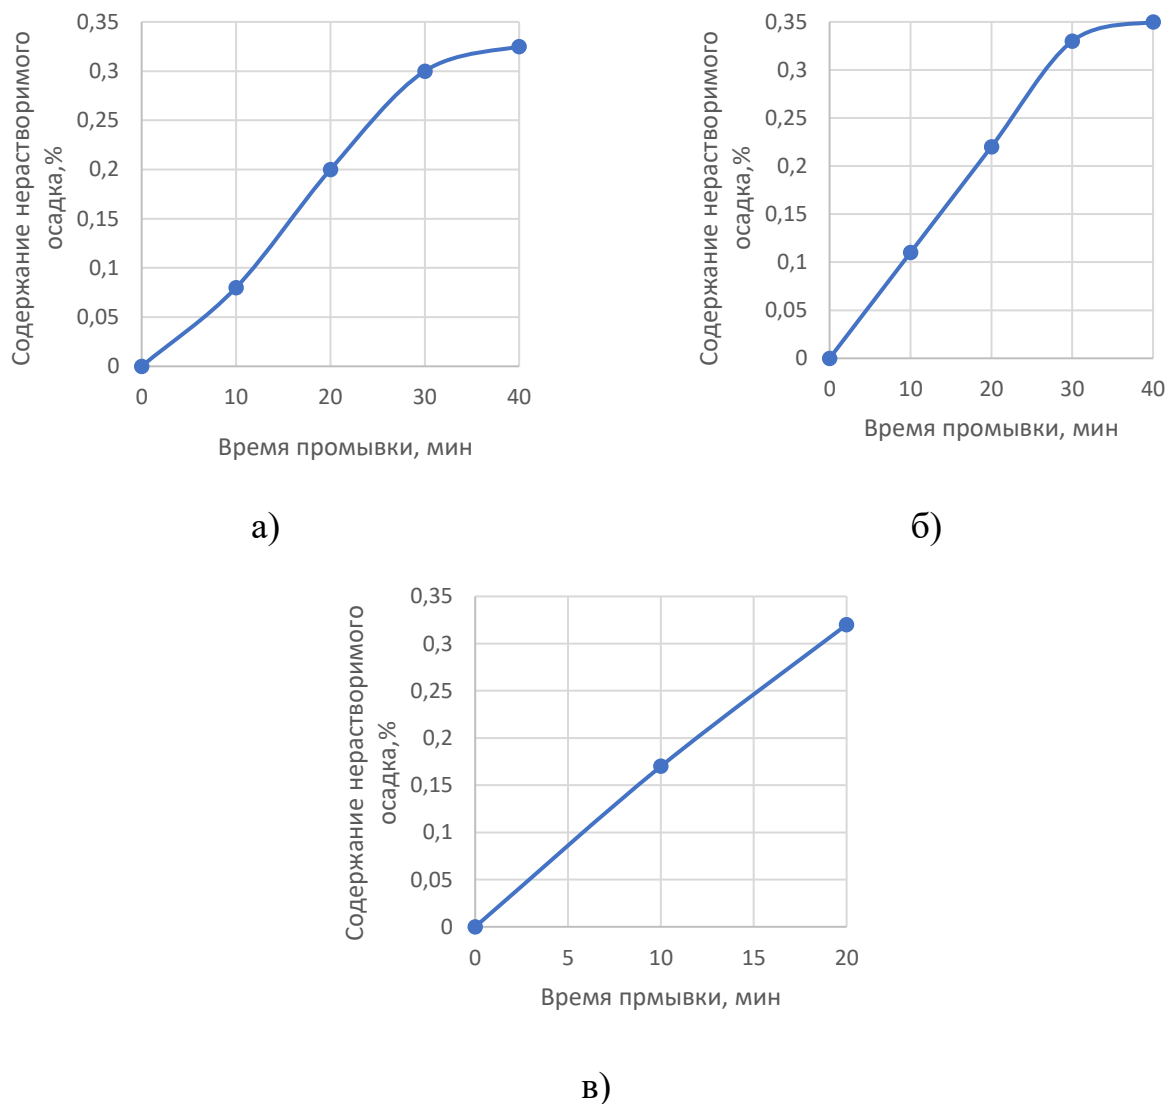 Содержание нерастворимого
осадка,%
0,35
0,3
0,25
0,2
0,15
0,1
0,05
0
0 10 20 30 40
Время промывки, мин
а)
Содержание нерастворимого
осадка,%
0,35
0,3
0,25
0,2
0,15
0,1
0,05
0
0 10 20 30 40
Время промывки, мин
б)
Содержание нерастворимого
осадка,%
0,35
0,3
0,25
0,2
0,15
0,1
0,05
0
0 5 10 15 20
Время прмывки, мин
в)